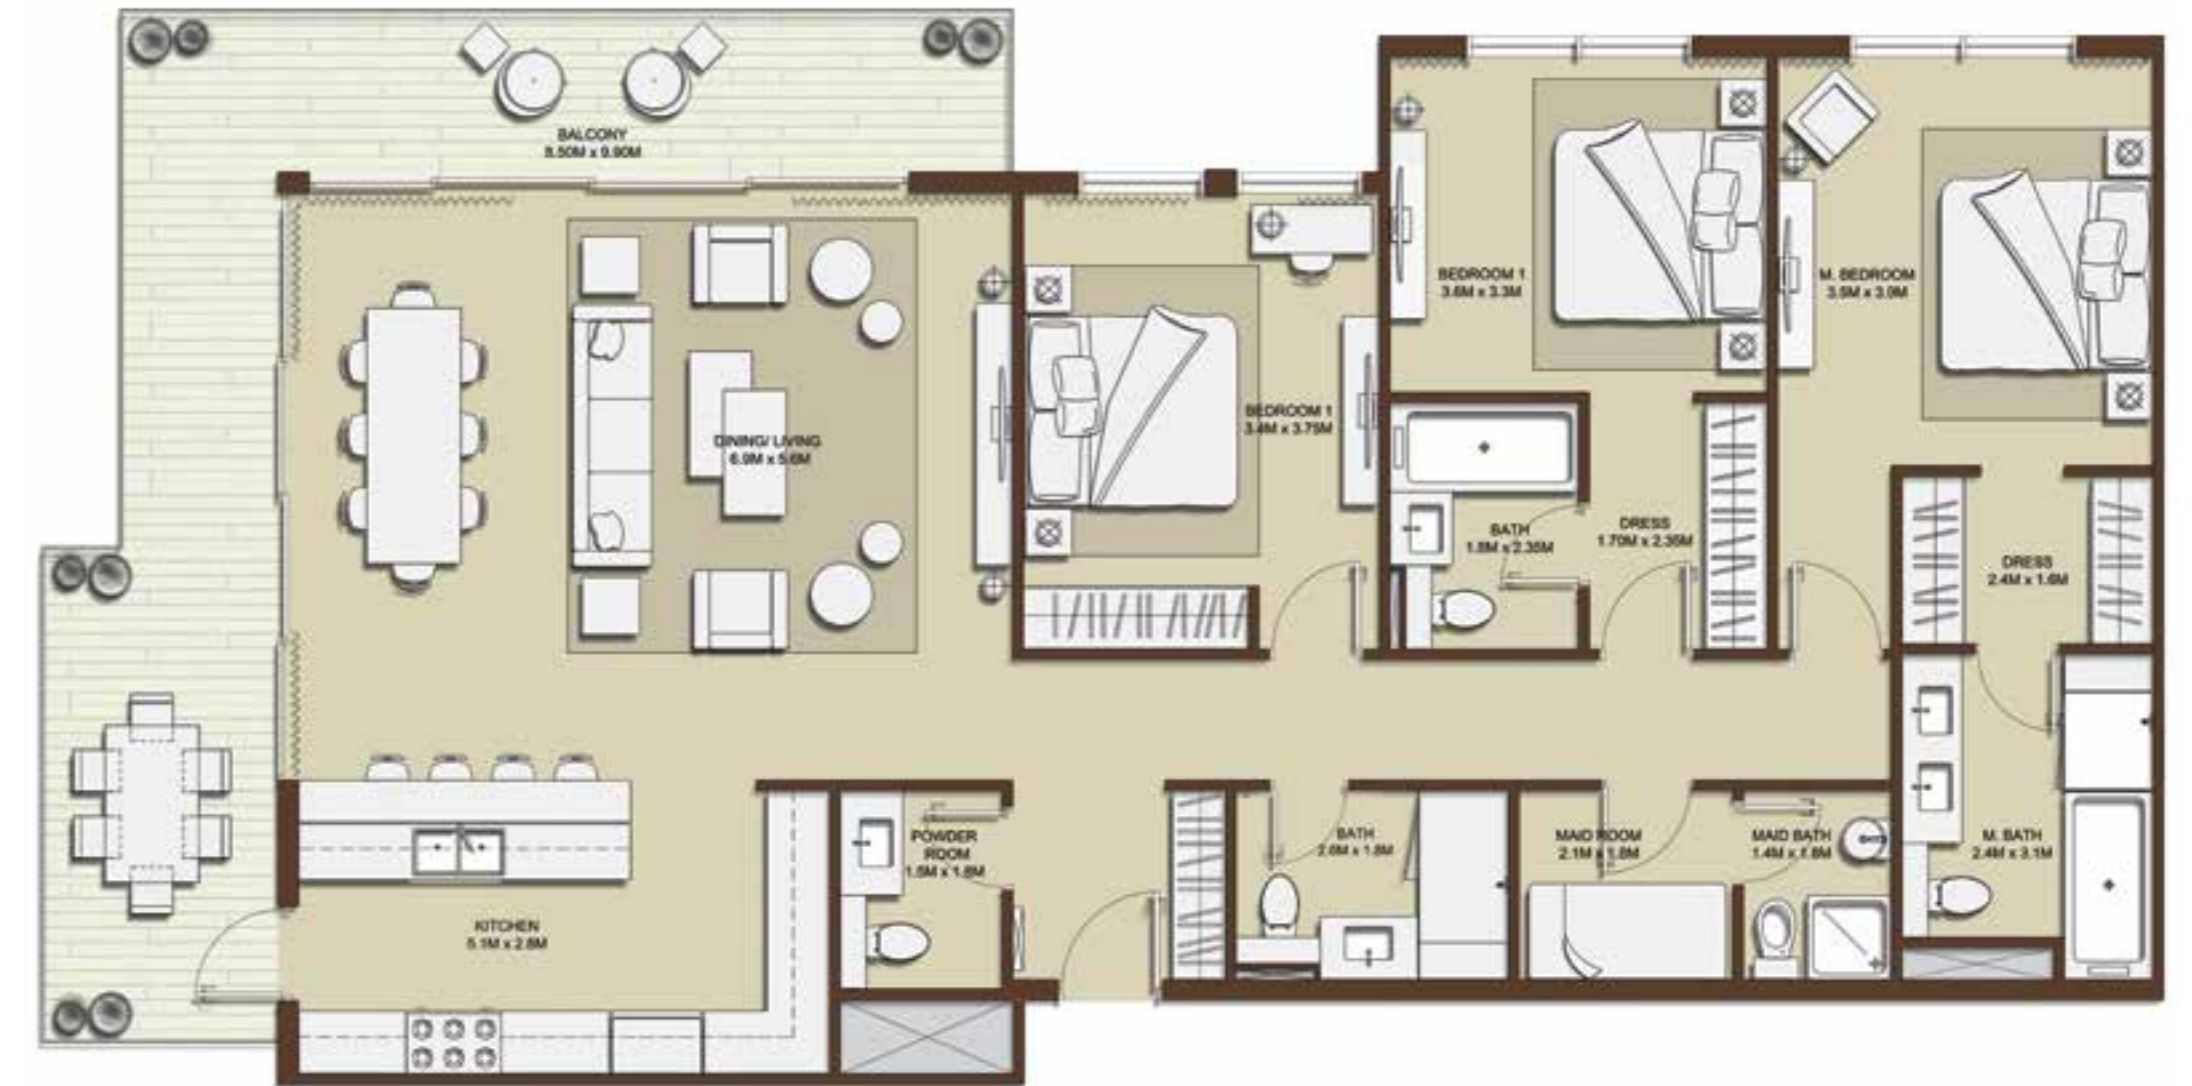 BALCONY
8.50M x 9.90M
BEDROOM 1
3.6M x 3.3M
M. BEDROOM
3.5M x 3.9M
BEDROOM 1
3.4M x 3.75M
DINING/ LIVING
6.9M x 5.6M
BATH
1.8M x 2.35M
DRESS
1.70M x 2.35M
DRESS
2.4M x 1.6M
POWDER
ROOM
1.5M x 1.8M
BATH
2.6M x 1.8M
MAID ROOM
2.1M x 1.8M
MAID BATH
1.4M x 1.8M
M. BATH
2.4M x 3.1M
KITCHEN
5.1M x 2.8M